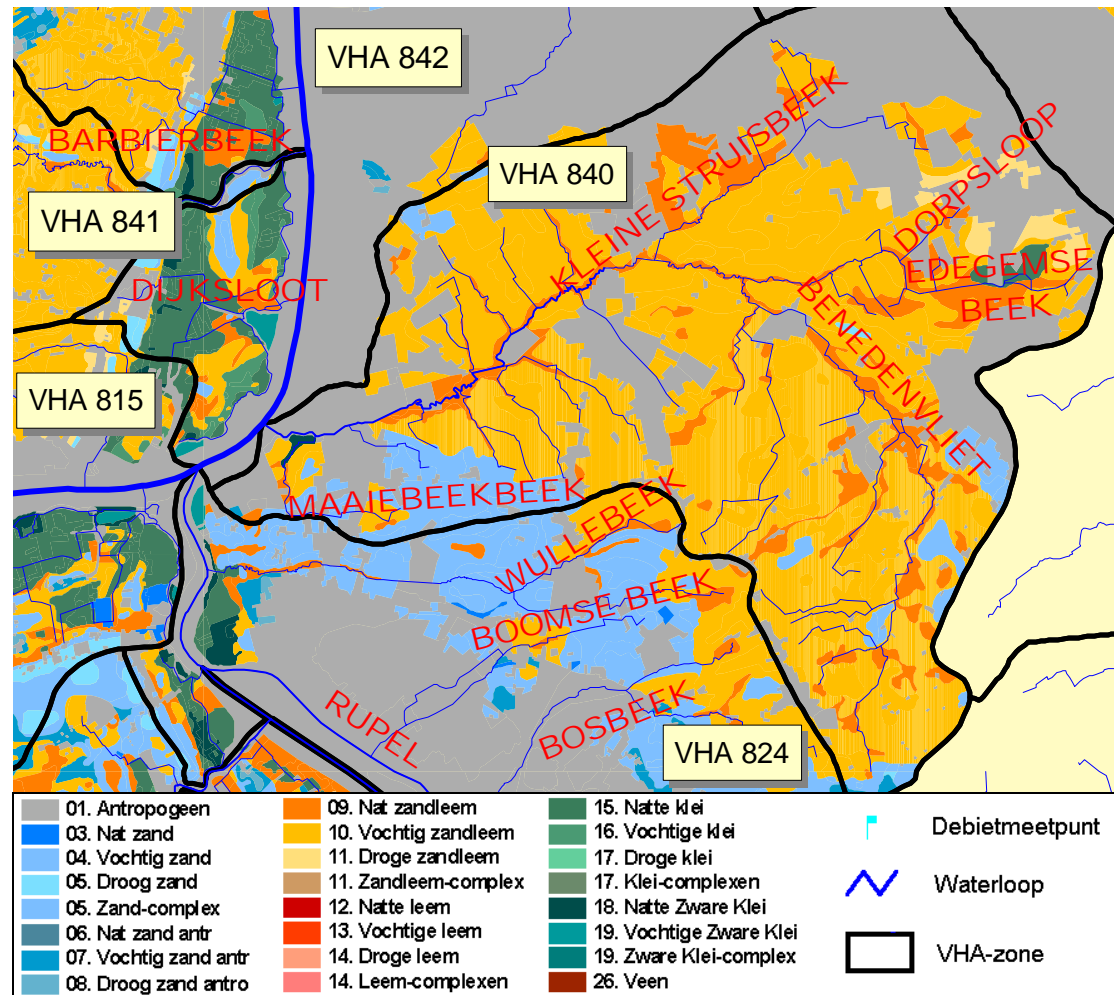 VHA 842
BARBIERBEEK
VHA 840
KLEINE STRUISBEEK
DORPSLOOP
VHA 841
EDEGEMSE
BEEK
DIJKSLOOT
BENEDENVLIET
VHA 815
MAAIEBEEKBEEK
WULLEBEEK
BOOMSE BEEK
RUPEL
BOSBEEK
VHA 824
01. Antropogeen
03. Nat zand
04. Vochtig zand
05. Droog zand
05. Zand-complex
06. Nat zand antr
07. Vochtig zand antr
08. Droog zand antro
09. Nat zandleem
10. Vochtig zandleem
11. Droge zandleem
11. Zandleem-complex
12. Natte leem
13. Vochtige leem
14. Droge leem
14. Leem-complexen
15. Natte klei
16. Vochtige klei
17. Droge klei
17. Klei-complexen
18. Natte Zware Klei
19. Vochtige Zware Klei
19. Zware Klei-complex
26. Veen
Debietmeetpunt
Waterloop
VHA-zone